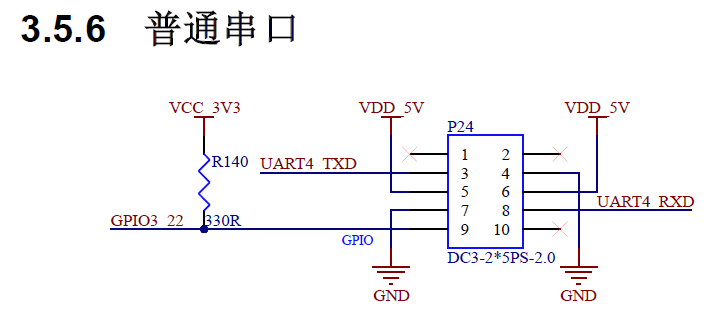 3.5.6 普通串口
VCC_3V3
VDD_5V
VDD_5V
P24
R140
UART4_TXD
1 2
3 4
5 6
7 8
9 10
UART4_RXD
GPIO3_22
330R
GPIO
DC3-2*5PS-2.0
GND
GND